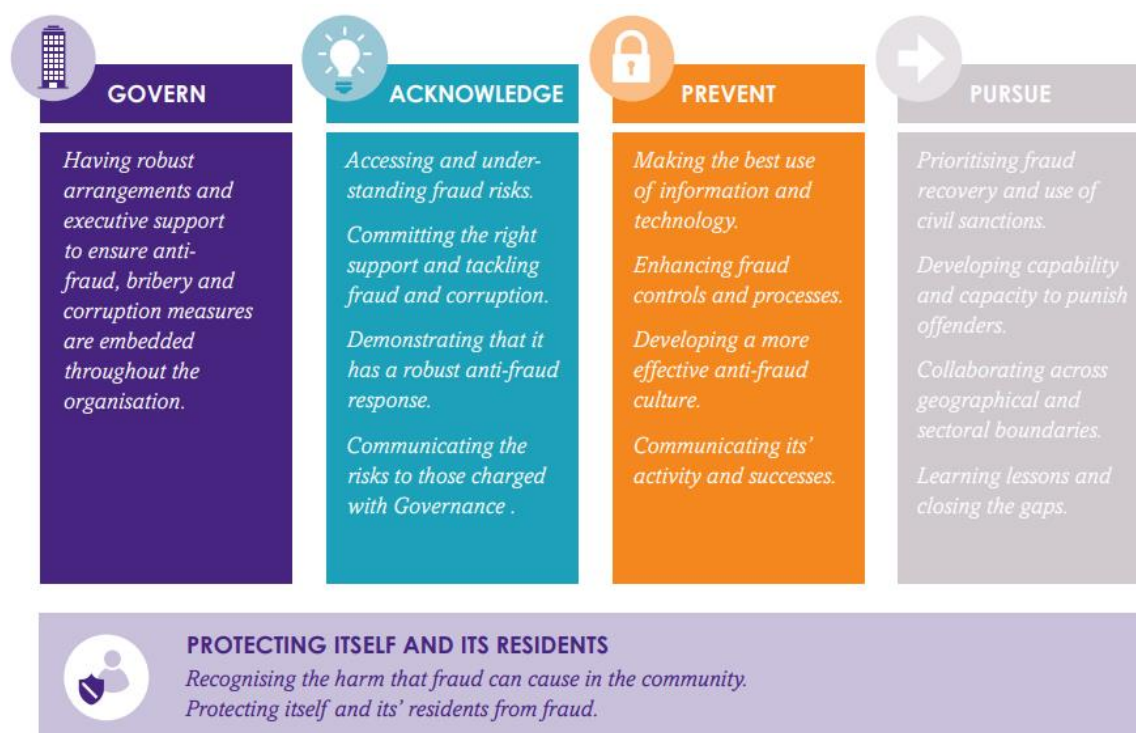 GOVERN
Having robust
arrangements and
executive support
to ensure anti-
fraud, bribery and
corruption measures
are embedded
throughout the
organisation.
ACKNOWLEDGE
Accessing and under-
standing fraud risks.
Committing the right
support and tackling
fraud and corruption.
Demonstrating that it
has a robust anti-fraud
response.
Communicating the
risks to those charged
with Governance .
PREVENT
Making the best use
of information and
technology.
Enhancing fraud
controls and processes.
Developing a more
effective anti-fraud
culture.
Communicating its’
activity and successes.
PURSUE
Prioritising fraud
recovery and use of
civil sanctions.
Developing capability
and capacity to punish
offenders.
Collaborating across
geographical and
sectoral boundaries.
Learning lessons and
closing the gaps.
PROTECTING ITSELF AND ITS RESIDENTS
Recognising the harm that fraud can cause in the community.
Protecting itself and its’ residents from fraud.